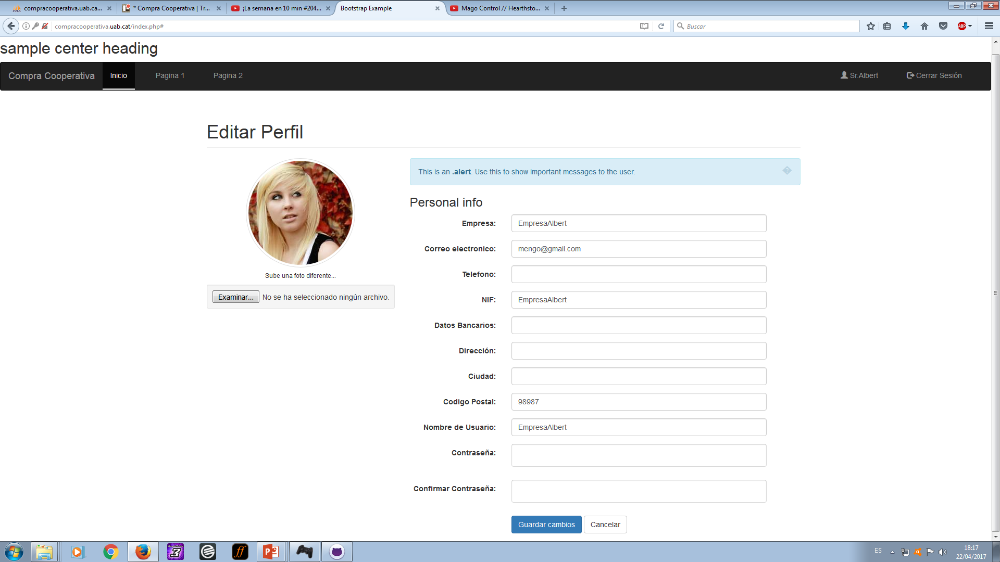 compracooperativa.uab.ca...
* Compra Cooperativa | Tr...
¡La semana en 10 min #204...
Bootstrap Example
Mago Control // Hearthsto...
compracooperativa.uab.cat/index.php#
Buscar
ABP
sample center heading
Compra Cooperativa
Inicio
Pagina 1
Pagina 2
Sr.Albert
Cerrar Sesión
Editar Perfil
This is an .alert. Use this to show important messages to the user.
Sube una foto diferente...
Examinar... No se ha seleccionado ningún archivo.
Personal info
Empresa: EmpresaAlbert
Correo electronico: mengo@gmail.com
Telefono:
NIF: EmpresaAlbert
Datos Bancarios:
Dirección:
Ciudad:
Codigo Postal: 98987
Nombre de Usuario: EmpresaAlbert
Contraseña:
Confirmar Contraseña:
Guardar cambios
Cancelar
ES
18:17
22/04/2017